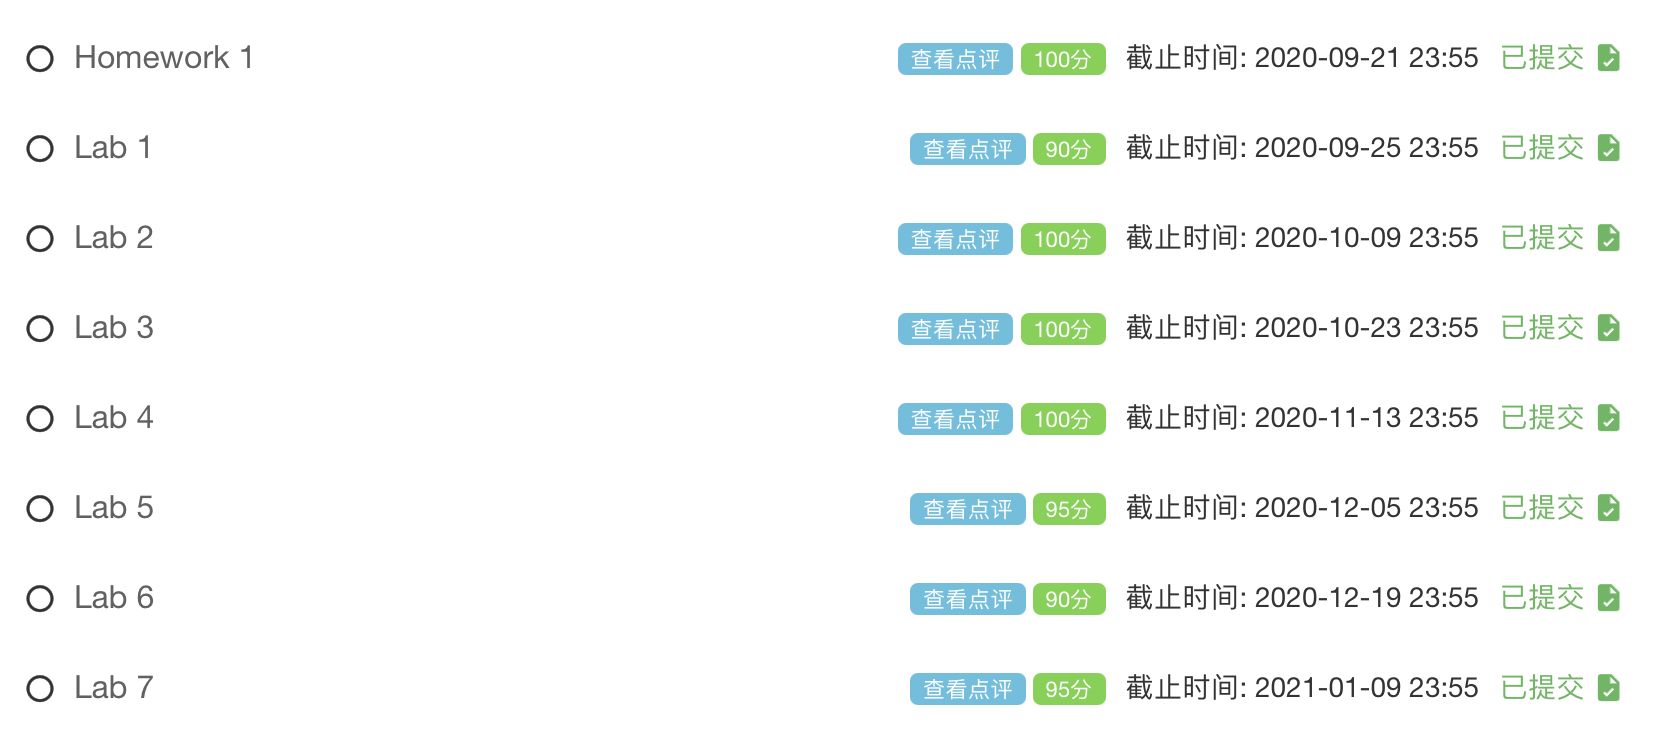 Homework 1 查看点评 100分 截止时间: 2020-09-21 23:55 已提交
Lab 1 查看点评 90分 截止时间: 2020-09-25 23:55 已提交
Lab 2 查看点评 100分 截止时间: 2020-10-09 23:55 已提交
Lab 3 查看点评 100分 截止时间: 2020-10-23 23:55 已提交
Lab 4 查看点评 100分 截止时间: 2020-11-13 23:55 已提交
Lab 5 查看点评 95分 截止时间: 2020-12-05 23:55 已提交
Lab 6 查看点评 90分 截止时间: 2020-12-19 23:55 已提交
Lab 7 查看点评 95分 截止时间: 2021-01-09 23:55 已提交